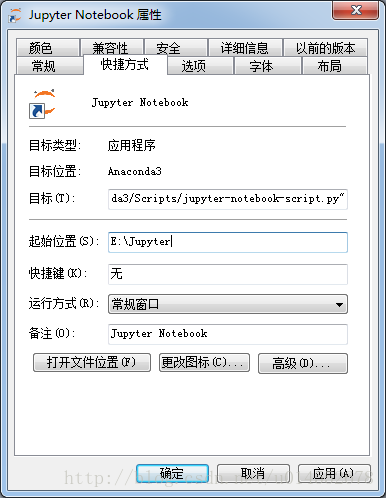 Jupyter Notebook 属性
颜色 兼容性 安全 详细信息 以前的版本
常规 快捷方式 选项 字体 布局
Jupyter Notebook
目标类型: 应用程序
目标位置: Anaconda3
目标(T): da3/Scripts/jupyter-notebook-script.py"
起始位置(S): E:\Jupyter
快捷键(K): 无
运行方式(R): 常规窗口
备注(O): Jupyter Notebook
打开文件位置(F) 更改图标(C)... 高级(D)...
确定 取消 应用(A)